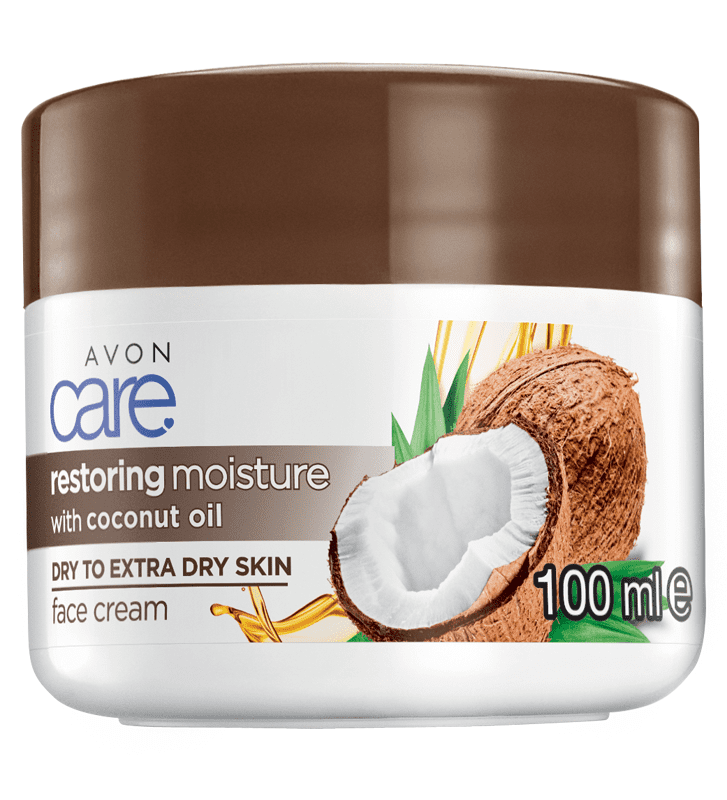 AVON
care
restoring moisture
with coconut oil
DRY TO EXTRA DRY SKIN
face cream
100 ml e